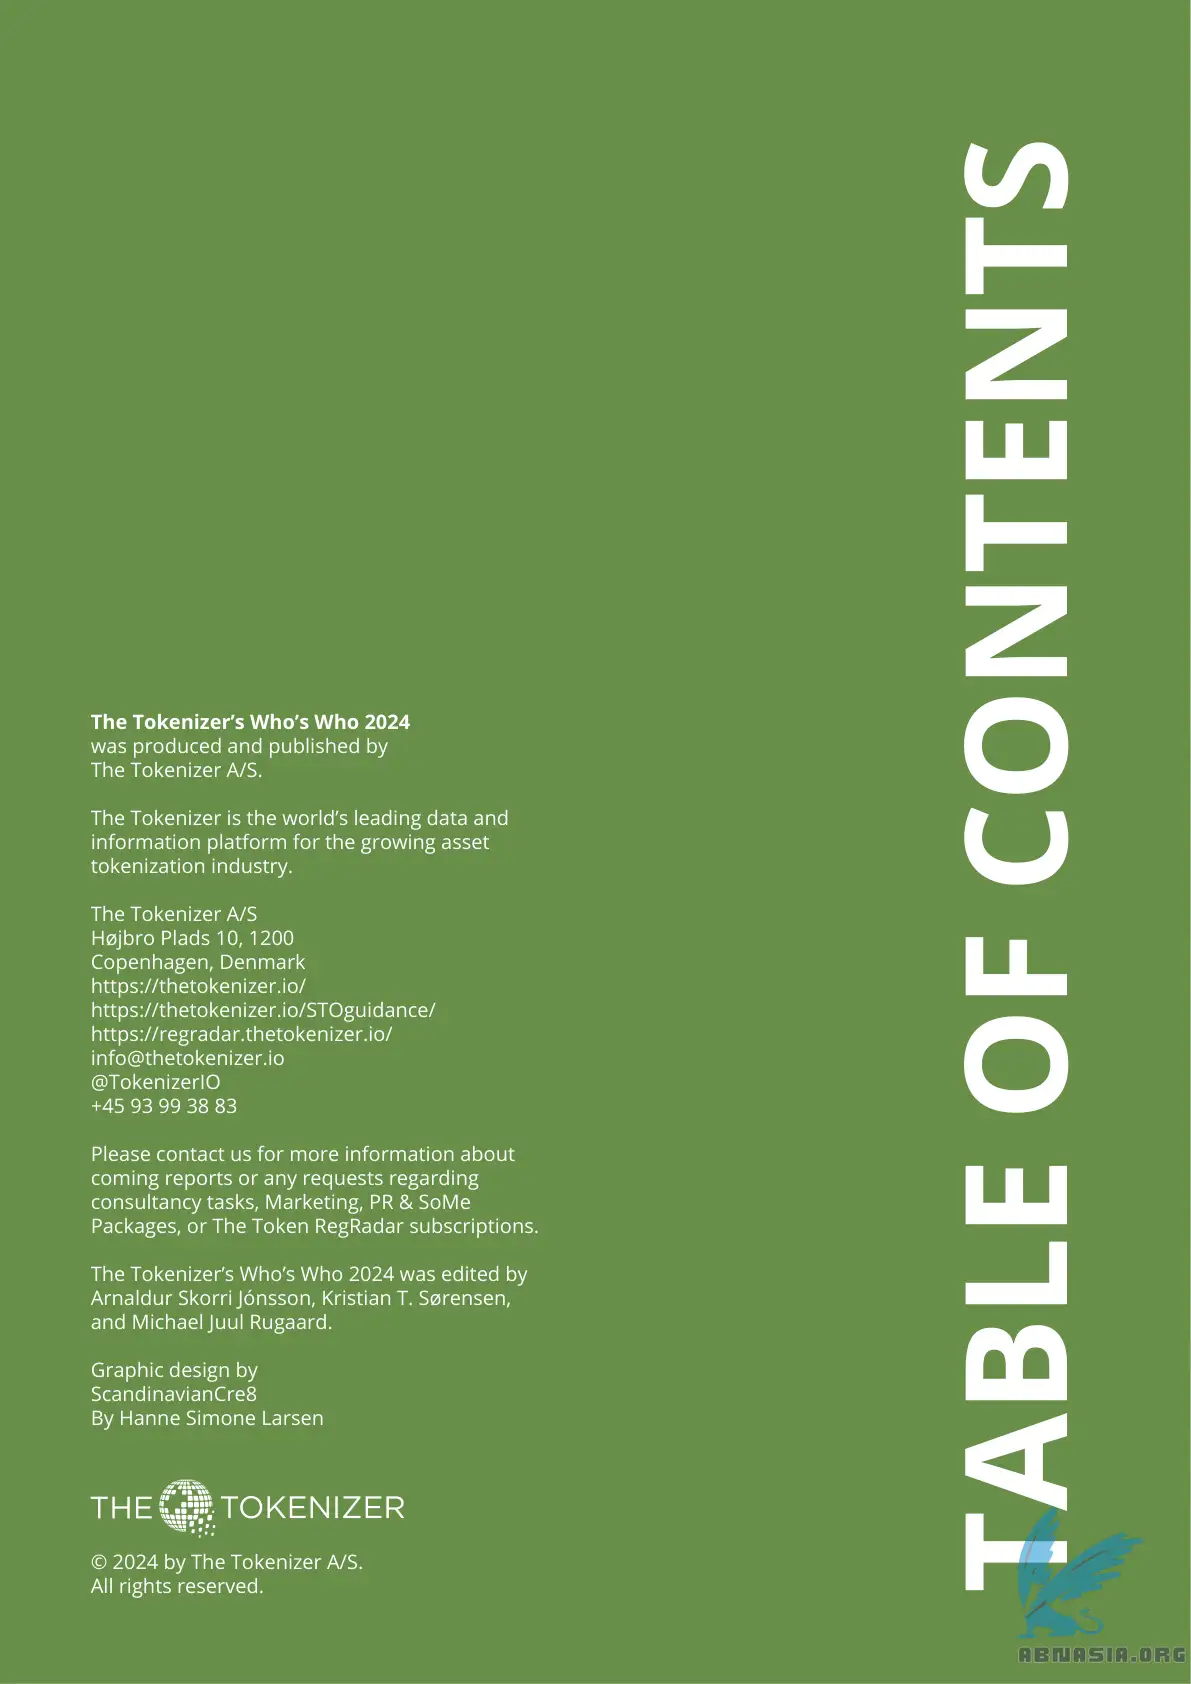 TABLE OF CONTENTS
The Tokenizer’s Who’s Who 2024
was produced and published by
The Tokenizer A/S.
The Tokenizer is the world’s leading data and
information platform for the growing asset
tokenization industry.
The Tokenizer A/S
Højbro Plads 10, 1200
Copenhagen, Denmark
https://thetokenizer.io/
https://thetokenizer.io/STOguidance/
https://regradar.thetokenizer.io/
info@thetokenizer.io
@TokenizerIO
+45 93 99 38 83
Please contact us for more information about
coming reports or any requests regarding
consultancy tasks, Marketing, PR & SoMe
Packages, or The Token RegRadar subscriptions.
The Tokenizer’s Who’s Who 2024 was edited by
Arnaldur Skorri Jónsson, Kristian T. Sørensen,
and Michael Juul Rugaard.
Graphic design by
ScandinavianCre8
By Hanne Simone Larsen
THE TOKENIZER
© 2024 by The Tokenizer A/S.
All rights reserved.
ABNASIA.ORG